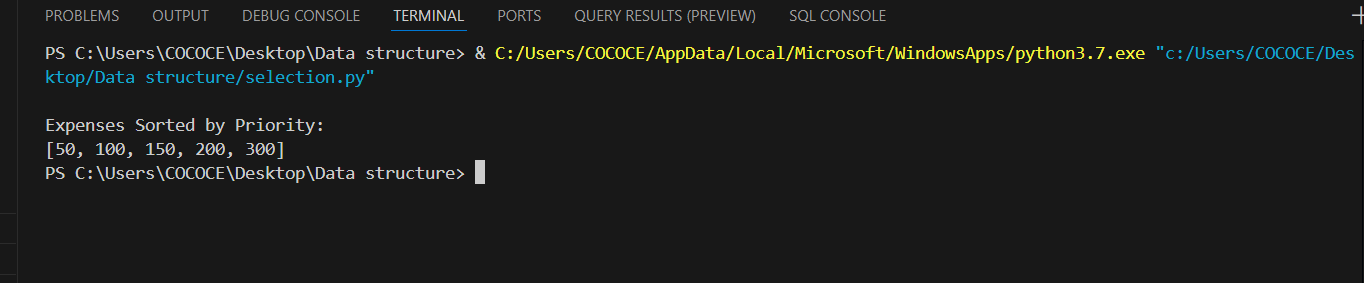 PROBLEMS OUTPUT DEBUG CONSOLE TERMINAL PORTS QUERY RESULTS (PREVIEW) SQL CONSOLE
PS C:\Users\COCOCE\Desktop\Data structure> & C:/Users/COCOCE/AppData/Local/Microsoft/WindowsApps/python3.7.exe "c:/Users/COCOCE/Des
ktop/Data structure/selection.py"
Expenses Sorted by Priority:
[50, 100, 150, 200, 300]
PS C:\Users\COCOCE\Desktop\Data structure>